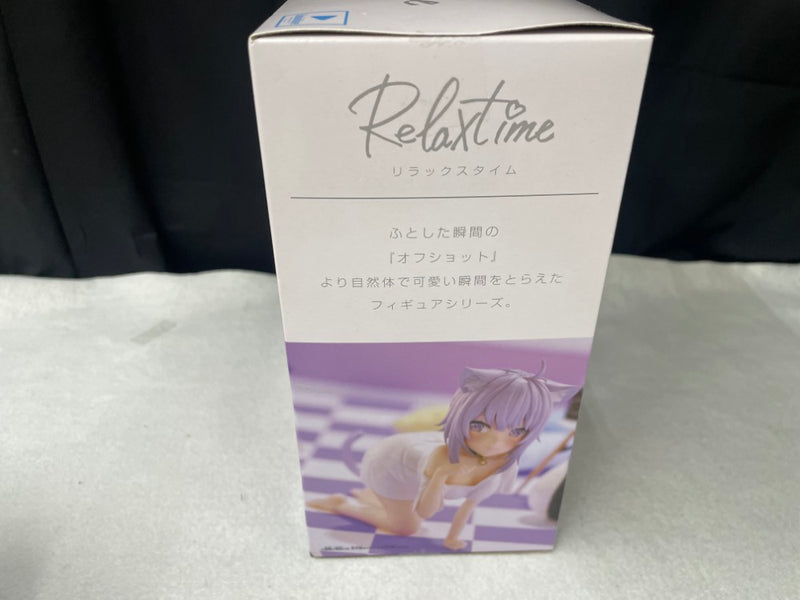 Relaxtime
リラックスタイム
ふとした瞬間の
『オフショット』
より自然体で可愛い瞬間をとらえた
フィギュアシリーズ。